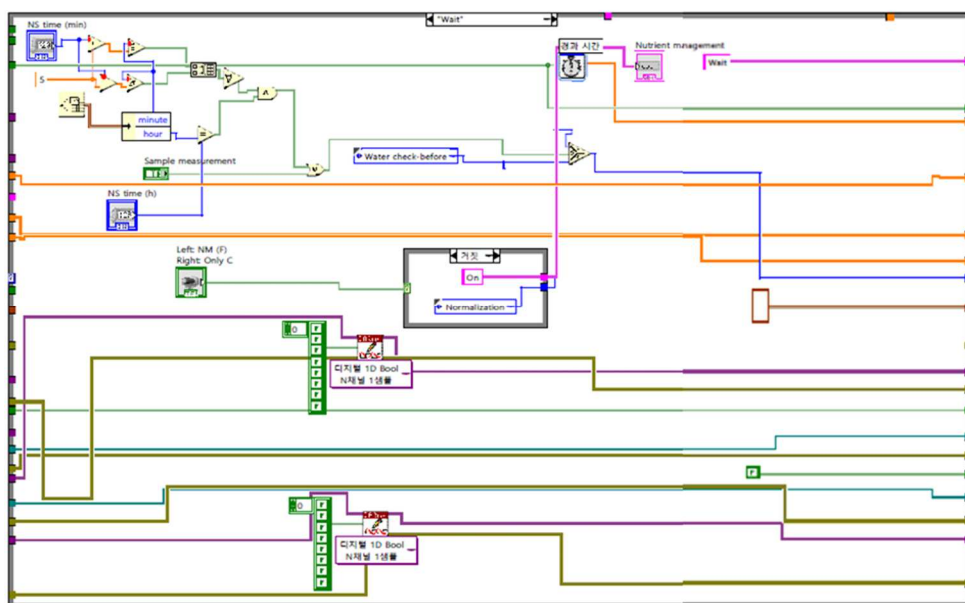 "Wait"
NS time (min)
경과 시간
Nutrient mnagement
Wait
S
minute
hour
Sample measurement
Water check-before
NS time (h)
Left: NM (F)
Right: Only C
거짓
On
Normalization
0
F
F
F
F
F
F
F
F
디지털 1D Bool
N채널 1샘플
F
0
F
F
F
F
F
F
F
F
디지털 1D Bool
N채널 1샘플